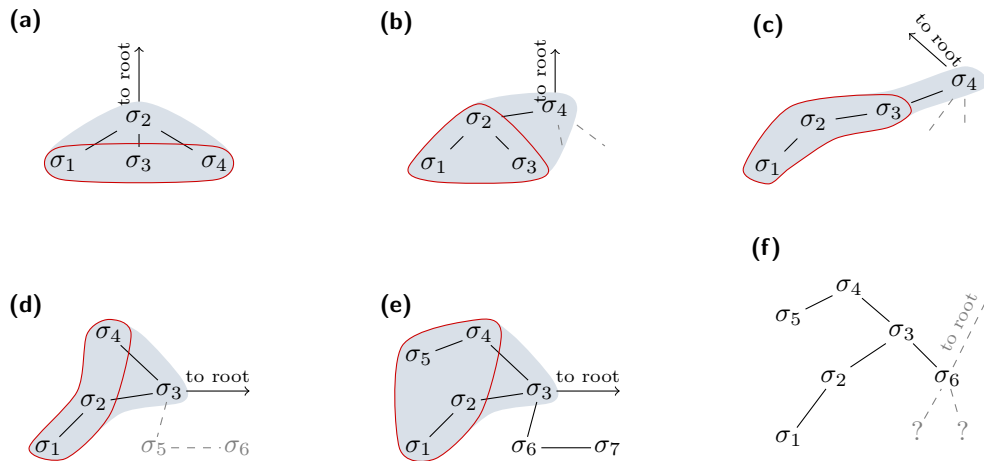 (a)
to root
σ2
σ1
σ3
σ4
(b)
to root
σ4
σ2
σ1
σ3
(c)
to root
σ4
σ3
σ2
σ1
(d)
σ4
to root
σ3
σ2
σ1
σ5
σ6
(e)
σ4
σ5
to root
σ3
σ2
σ1
σ6
σ7
(f)
σ4
σ5
to root
σ3
σ2
σ6
?
?
σ1